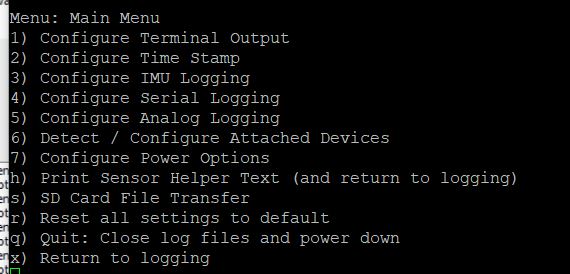 Menu: Main Menu
1) Configure Terminal Output
2) Configure Time Stamp
3) Configure IMU Logging
4) Configure Serial Logging
5) Configure Analog Logging
6) Detect / Configure Attached Devices
7) Configure Power Options
h) Print Sensor Helper Text (and return to logging)
s) SD Card File Transfer
r) Reset all settings to default
q) Quit: Close log files and power down
x) Return to logging